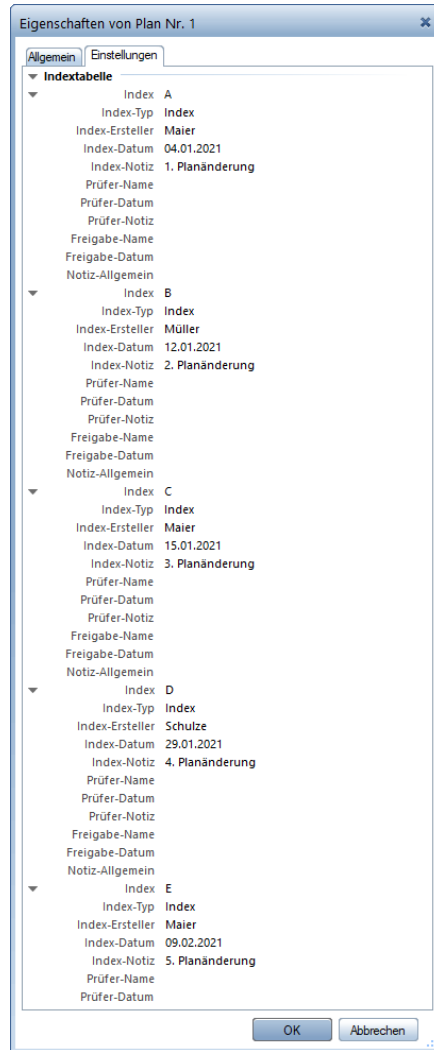 Eigenschaften von Plan Nr. 1
Allgemein Einstellungen
Indextabelle
Index A
Index-Typ Index
Index-Ersteller Maier
Index-Datum 04.01.2021
Index-Notiz 1. Planänderung
Prüfer-Name
Prüfer-Datum
Prüfer-Notiz
Freigabe-Name
Freigabe-Datum
Notiz-Allgemein
Index B
Index-Typ Index
Index-Ersteller Müller
Index-Datum 12.01.2021
Index-Notiz 2. Planänderung
Prüfer-Name
Prüfer-Datum
Prüfer-Notiz
Freigabe-Name
Freigabe-Datum
Notiz-Allgemein
Index C
Index-Typ Index
Index-Ersteller Maier
Index-Datum 15.01.2021
Index-Notiz 3. Planänderung
Prüfer-Name
Prüfer-Datum
Prüfer-Notiz
Freigabe-Name
Freigabe-Datum
Notiz-Allgemein
Index D
Index-Typ Index
Index-Ersteller Schulze
Index-Datum 29.01.2021
Index-Notiz 4. Planänderung
Prüfer-Name
Prüfer-Datum
Prüfer-Notiz
Freigabe-Name
Freigabe-Datum
Notiz-Allgemein
Index E
Index-Typ Index
Index-Ersteller Maier
Index-Datum 09.02.2021
Index-Notiz 5. Planänderung
Prüfer-Name
Prüfer-Datum
OK Abbrechen